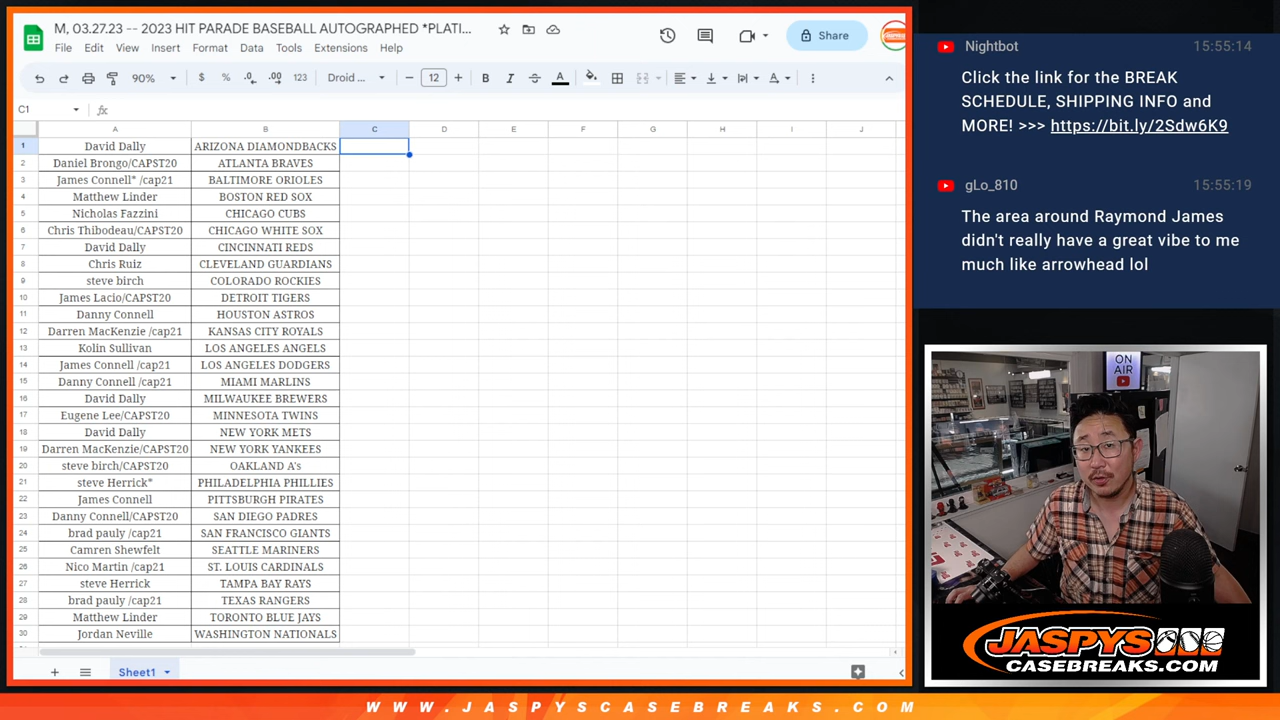 M, 03.27.23 -- 2023 HIT PARADE BASEBALL AUTOGRAPHED *PLATI...
Share
File Edit View Insert Format Data Tools Extensions Help
90% $ % .0 .00 123 Droid ... − 12 + B I S A
C1 fx
A B C D E F G H I J
1 David Dally ARIZONA DIAMONDBACKS
2 Daniel Brongo/CAPST20 ATLANTA BRAVES
3 James Connell* /cap21 BALTIMORE ORIOLES
4 Matthew Linder BOSTON RED SOX
5 Nicholas Fazzini CHICAGO CUBS
6 Chris Thibodeau/CAPST20 CHICAGO WHITE SOX
7 David Dally CINCINNATI REDS
8 Chris Ruiz CLEVELAND GUARDIANS
9 steve birch COLORADO ROCKIES
10 James Lacio/CAPST20 DETROIT TIGERS
11 Danny Connell HOUSTON ASTROS
12 Darren MacKenzie /cap21 KANSAS CITY ROYALS
13 Kolin Sullivan LOS ANGELES ANGELS
14 James Connell /cap21 LOS ANGELES DODGERS
15 Danny Connell /cap21 MIAMI MARLINS
16 David Dally MILWAUKEE BREWERS
17 Eugene Lee/CAPST20 MINNESOTA TWINS
18 David Dally NEW YORK METS
19 Darren MacKenzie/CAPST20 NEW YORK YANKEES
20 steve birch/CAPST20 OAKLAND A's
21 steve Herrick* PHILADELPHIA PHILLIES
22 James Connell PITTSBURGH PIRATES
23 Danny Connell/CAPST20 SAN DIEGO PADRES
24 brad pauly /cap21 SAN FRANCISCO GIANTS
25 Camren Shewfelt SEATTLE MARINERS
26 Nico Martin /cap21 ST. LOUIS CARDINALS
27 steve Herrick TAMPA BAY RAYS
28 brad pauly /cap21 TEXAS RANGERS
29 Matthew Linder TORONTO BLUE JAYS
30 Jordan Neville WASHINGTON NATIONALS
Sheet1
Nightbot 15:55:14
Click the link for the BREAK
SCHEDULE, SHIPPING INFO and
MORE! >>> https://bit.ly/2Sdw6K9
gLo_810 15:55:19
The area around Raymond James
didn't really have a great vibe to me
much like arrowhead lol
ON
AIR
JASPYS
CASEBREAKS.COM
WWW.JASPYSCASEBREAKS.COM